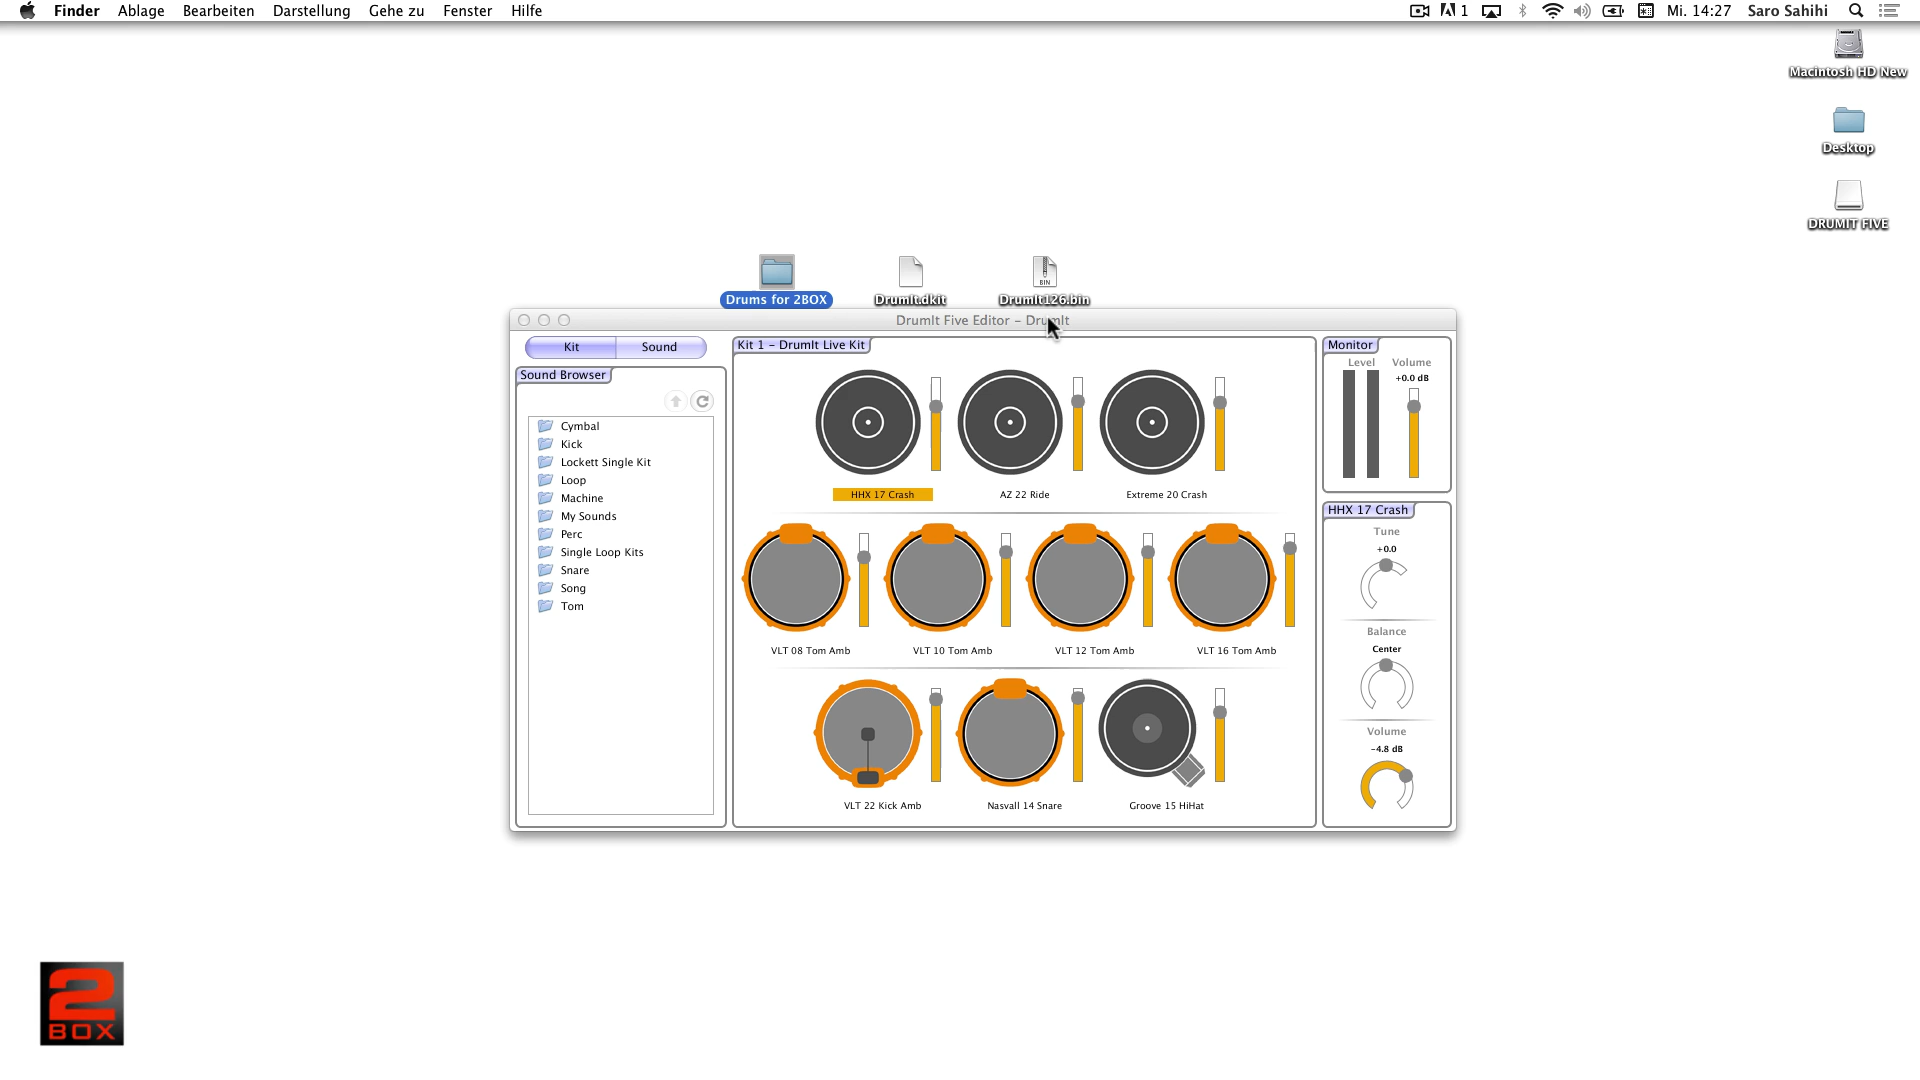 Finder Ablage Bearbeiten Darstellung Gehe zu Fenster Hilfe 1 Mi. 14:27 Saro Sahihi
Macintosh HD New
Desktop
DRUMIT FIVE
Drums for 2BOX DrumIt.dkit DrumIt126.bin
BIN
DrumIt Five Editor – DrumIt
Kit Sound
Sound Browser
Cymbal
Kick
Lockett Single Kit
Loop
Machine
My Sounds
Perc
Single Loop Kits
Snare
Song
Tom
Kit 1 – DrumIt Live Kit
HHX 17 Crash AZ 22 Ride Extreme 20 Crash
VLT 08 Tom Amb VLT 10 Tom Amb VLT 12 Tom Amb VLT 16 Tom Amb
VLT 22 Kick Amb Nasvall 14 Snare Groove 15 HiHat
Monitor
Level Volume
+0.0 dB
HHX 17 Crash
Tune
+0.0
Balance
Center
Volume
-4.8 dB
2
BOX